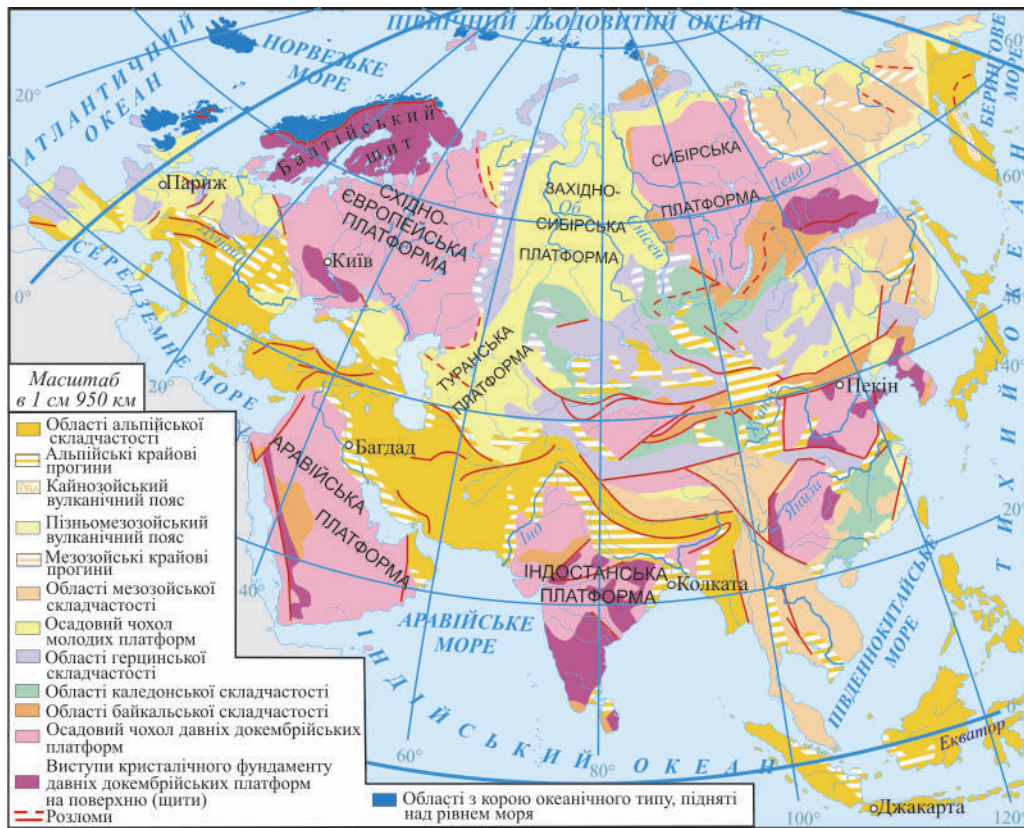 ПІВНІЧНИЙ ЛЬОДОВИТИЙ ОКЕАН
АТЛАНТИЧНИЙ
ОКЕАН
НОРВЕЗЬКЕ
МОРЕ
БЕРИНГОВЕ
МОРЕ
60°
20°
40°
160°
0°
Балтійський
щит
Париж
СХІДНО-
ЄВРОПЕЙСЬКА
ПЛАТФОРМА
Київ
Дунай
ЗАХІДНО-
Об
СИБІРСЬКА
ПЛАТФОРМА
Єнісей
СИБІРСЬКА
Лена
ПЛАТФОРМА
СЕРЕДЗЕМНЕ МОРЕ
ТИХИЙ ОКЕАН
ТУРАНСЬКА
ПЛАТФОРМА
40°
Пекін
Хуанхе
Багдад
АРАВІЙСЬКА
ПЛАТФОРМА
Інд
Янцзи
20°
ІНДОСТАНСЬКА
ПЛАТФОРМА
Колката
АРАВІЙСЬКЕ
МОРЕ
ПІВДЕННОКИТАЙСЬКЕ
МОРЕ
ІНДІЙСЬКИЙ ОКЕАН
Екватор
0°
Джакарта
20°
40°
60°
80°
100°
120°
Масштаб
в 1 см 950 км
Області альпійської
складчастості
Альпійські крайові
прогини
Кайнозойський
вулканічний пояс
Пізньомезозойський
вулканічний пояс
Мезозойські крайові
прогини
Області мезозойської
складчастості
Осадовий чохол
молодих платформ
Області герцинської
складчастості
Області каледонської складчастості
Області байкальської складчастості
Осадовий чохол давніх докембрійських
платформ
Виступи кристалічного фундаменту
давніх докембрійських платформ
на поверхню (щити)
Розломи
Області з корою океанічного типу, підняті
над рівнем моря